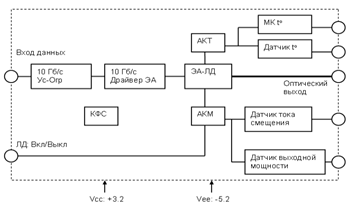 МК t°
АКТ
Датчик t°
Вход данных
10 Гб/с
Ус-Огр
10 Гб/с
Драйвер ЭА
ЭА-ЛД
Оптический
выход
КФС
АКМ
Датчик тока
смещения
ЛД: Вкл/Выкл
Датчик выходной
мощности
Vcc: +3.2
Vee: -5.2